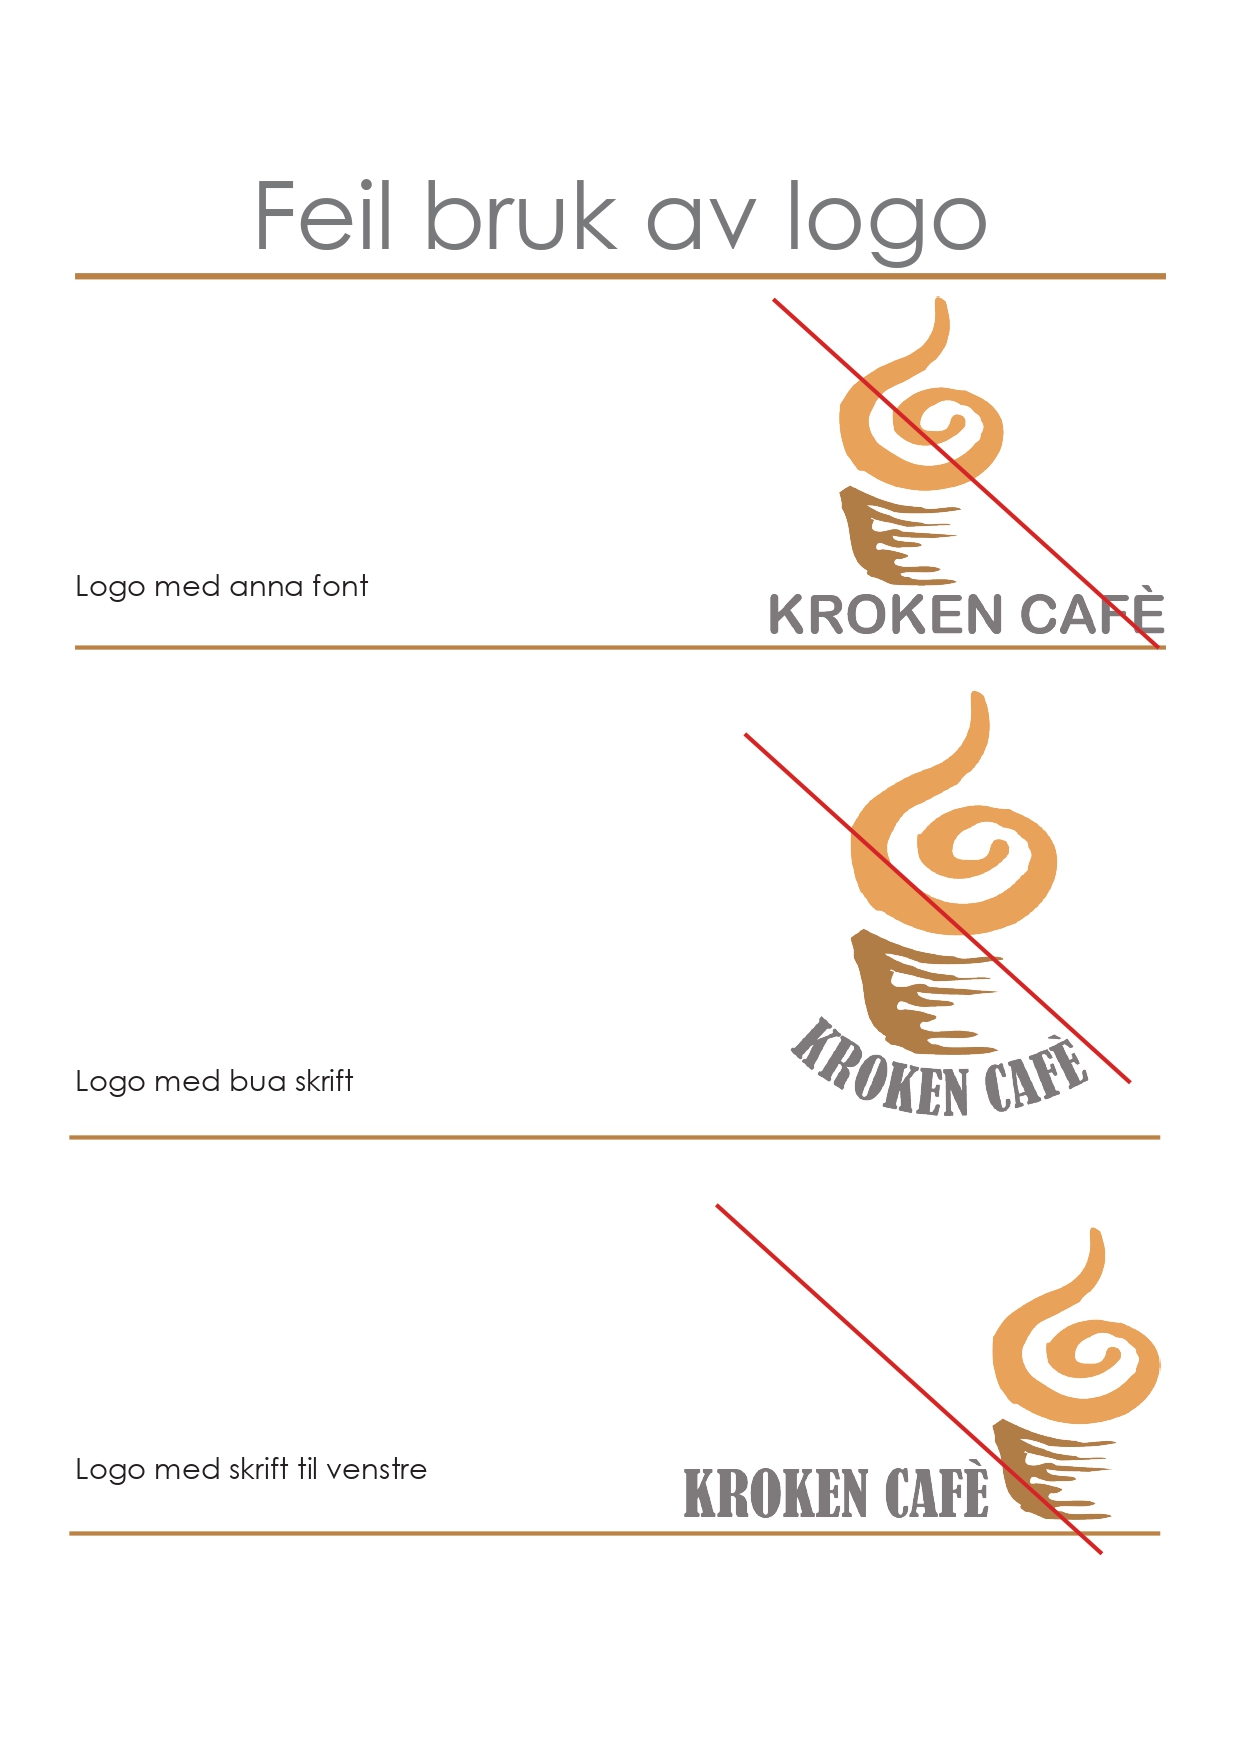 Feil bruk av logo
Logo med anna font
KROKEN CAFÈ
Logo med bua skrift
KROKEN CAFÈ
Logo med skrift til venstre
KROKEN CAFÈ